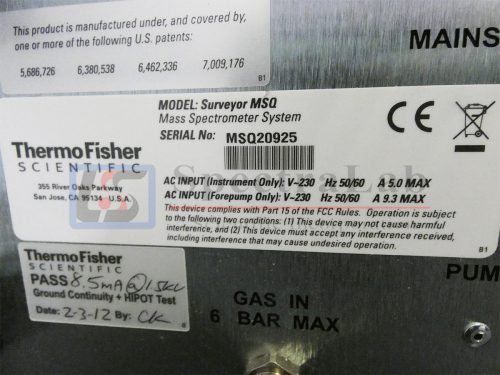 This product is manufactured under, and covered by,
one or more of the following U.S. patents:
5,686,726 6,380,538 6,462,336 7,009,176
B1
MAINS
MODEL: Surveyor MSQ
Mass Spectrometer System
SERIAL No: MSQ20925
CE
ThermoFisher
SCIENTIFIC
355 River Oaks Parkway
San Jose, CA 95134 U.S.A.
SpectraLab
AC INPUT (Instrument Only): V~230 Hz 50/60 A 5.0 MAX
AC INPUT (Forepump Only): V~230 Hz 50/60 A 9.3 MAX
This device complies with Part 15 of the FCC Rules. Operation is subject
to the following two conditions: (1) This device may not cause harmful
interference, and (2) This device must accept any interference received,
including interference that may cause undesired operation.
B1
ThermoFisher
SCIENTIFIC
PASS 8.5mA @ 1.5kV
Ground Continuity + HIPOT Test
Date: 2-3-12 By: CK
PUM
GAS IN
6 BAR MAX